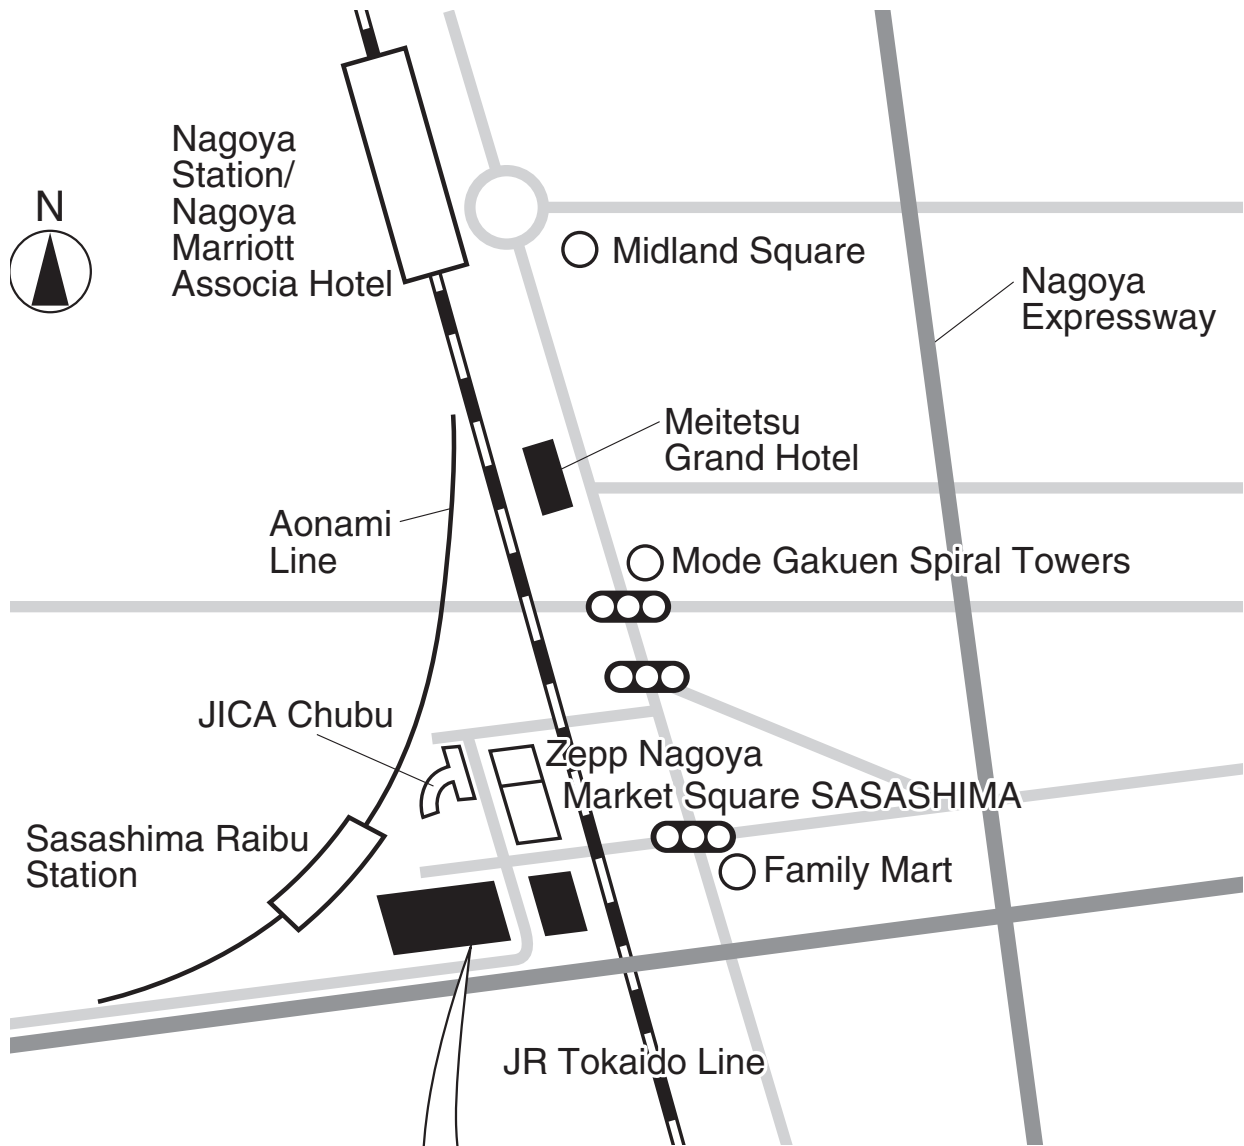 Nagoya
Station/
Nagoya
Marriott
Associa Hotel
N
Midland Square
Nagoya
Expressway
Meitetsu
Grand Hotel
Aonami
Line
Mode Gakuen Spiral Towers
JICA Chubu
Zepp Nagoya
Market Square SASASHIMA
Sasashima Raibu
Station
Family Mart
JR Tokaido Line